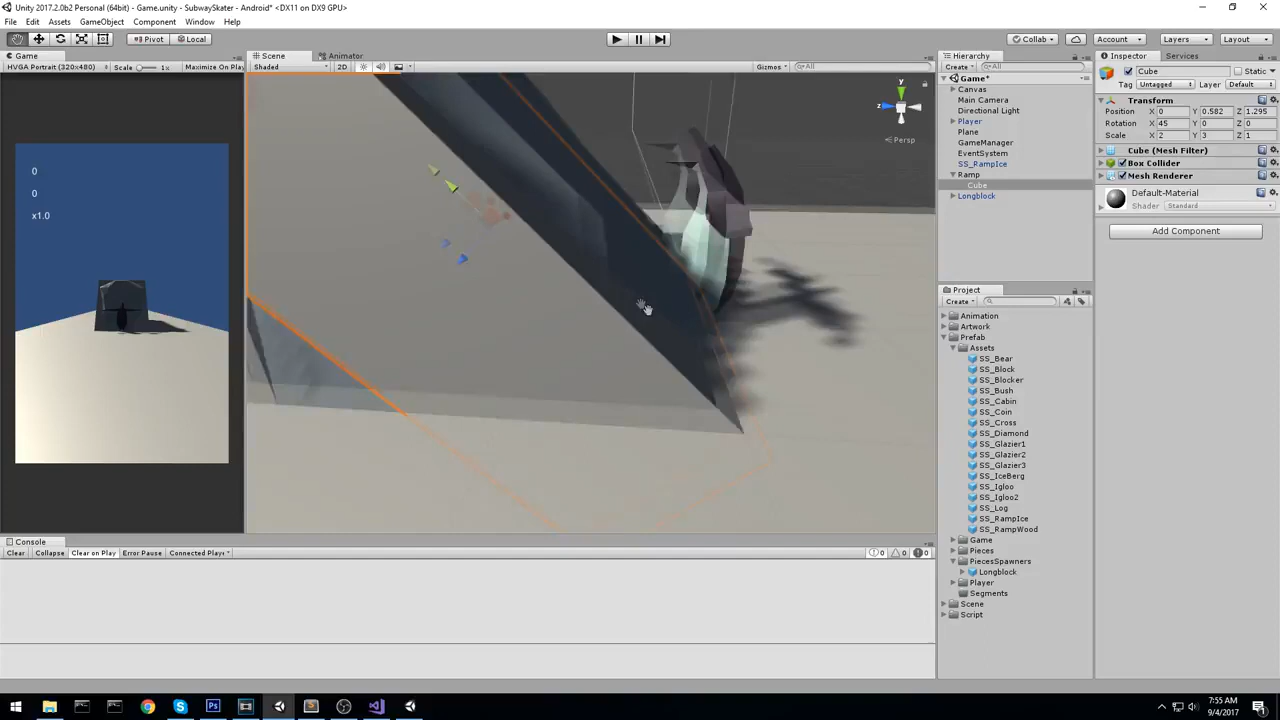 Unity 2017.2.0b2 Personal (64bit) - Game.unity - SubwaySkater - Android* <DX11 on DX9 GPU>
File Edit Assets GameObject Component Window Help
Pivot Local
Collab Account Layers Layout
Game
HVGA Portrait (320x480) Scale 1x Maximize On Play
0
0
x1.0
Scene Animator
Shaded 2D Gizmos All
y
z
Persp
Hierarchy
Create All
Game*
Canvas
Main Camera
Directional Light
Player
Plane
GameManager
EventSystem
SS_RampIce
Ramp
Cube
Longblock
Project
Create
Animation
Artwork
Prefab
Assets
SS_Bear
SS_Block
SS_Blocker
SS_Bush
SS_Cabin
SS_Coin
SS_Cross
SS_Diamond
SS_Glazier1
SS_Glazier2
SS_Glazier3
SS_IceBerg
SS_Igloo
SS_Igloo2
SS_Log
SS_RampIce
SS_RampWood
Game
Pieces
PiecesSpawners
Longblock
Player
Segments
Scene
Script
Inspector Services
Cube Static
Tag Untagged Layer Default
Transform
Position X 0 Y 0.582 Z 1.295
Rotation X 45 Y 0 Z 0
Scale X 2 Y 3 Z 1
Cube (Mesh Filter)
Box Collider
Mesh Renderer
Default-Material
Shader Standard
Add Component
Console
Clear Collapse Clear on Play Error Pause Connected Playe
0 0 0
7:55 AM
9/4/2017